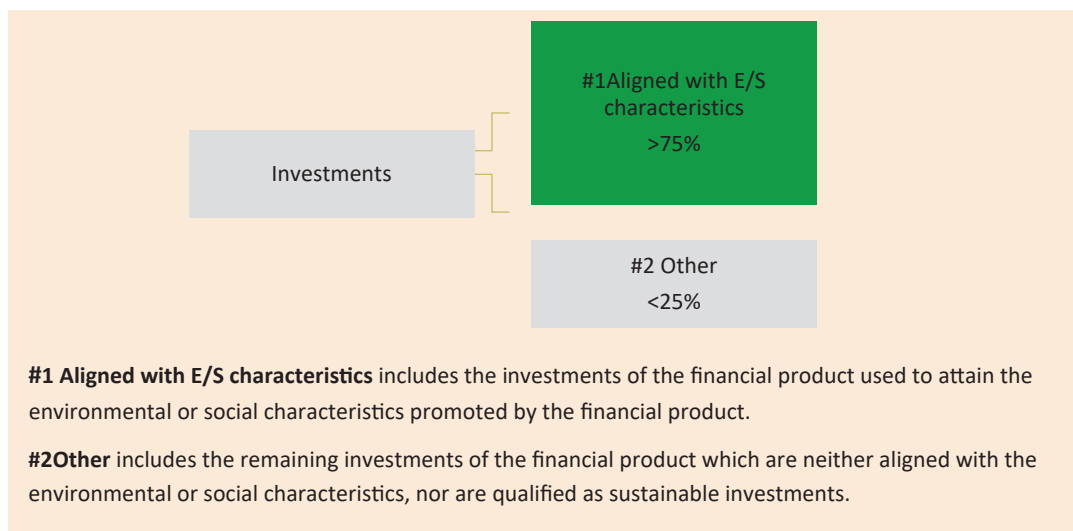 #1Aligned with E/S
characteristics
>75%
Investments
#2 Other
<25%
#1 Aligned with E/S characteristics includes the investments of the financial product used to attain the
environmental or social characteristics promoted by the financial product.
#2Other includes the remaining investments of the financial product which are neither aligned with the
environmental or social characteristics, nor are qualified as sustainable investments.